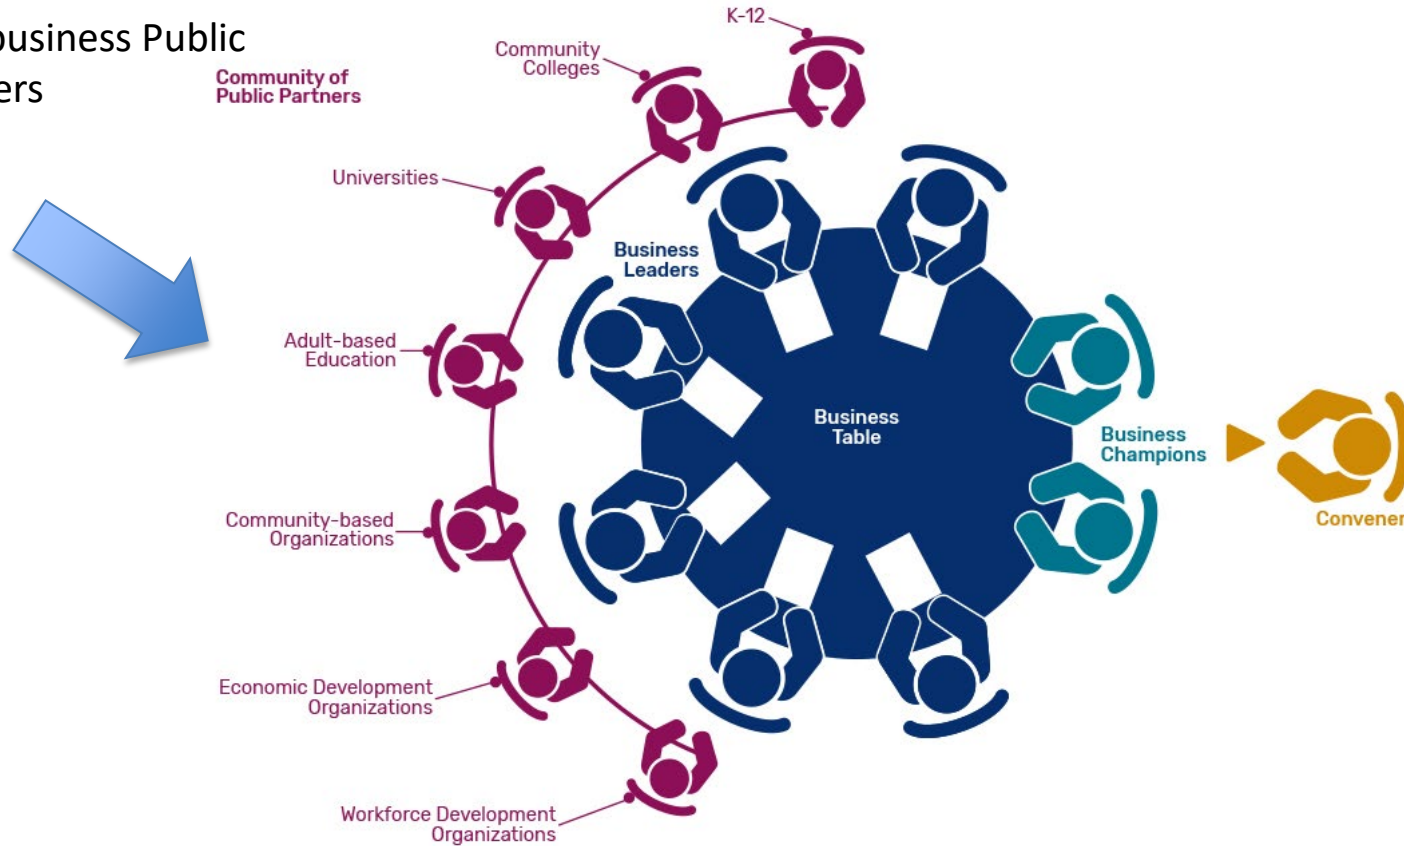 business Public
ers
Community of
Public Partners
K-12
Community
Colleges
Universities
Business
Leaders
Adult-based
Education
Business
Table
Business
Champions
Convener
Community-based
Organizations
Economic Development
Organizations
Workforce Development
Organizations